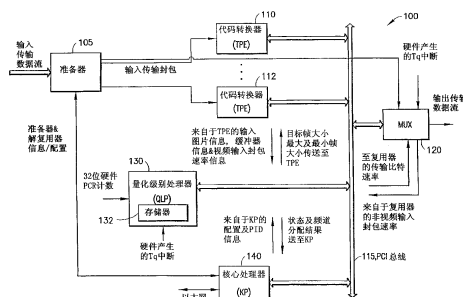 110
100
输入
传输
数据流
105
准备器
代码转换器
(TPE)
输入传输封包
112
代码转换器
(TPE)
硬件产生
的Tq中断
输出传输
数据流
MUX
120
准备器&
解复用器
信息/配置
来自于TPE的输入
图片信息，缓冲器
信息&视频输入封包
速率信息
目标帧大小
最大及最小帧
大小传送至
TPE
至复用器
的传输比特
速率
来自于复用器
的非视频输入
封包速率
32位硬件
PCR计数
130
量化级别处理器
(QLP)
132
存储器
硬件产生
的Tq中断
来自于KP的
配置及PID
信息
状态及频道
分配结果
送至KP
140
核心处理器
(KP)
115,PCI总线
以太网